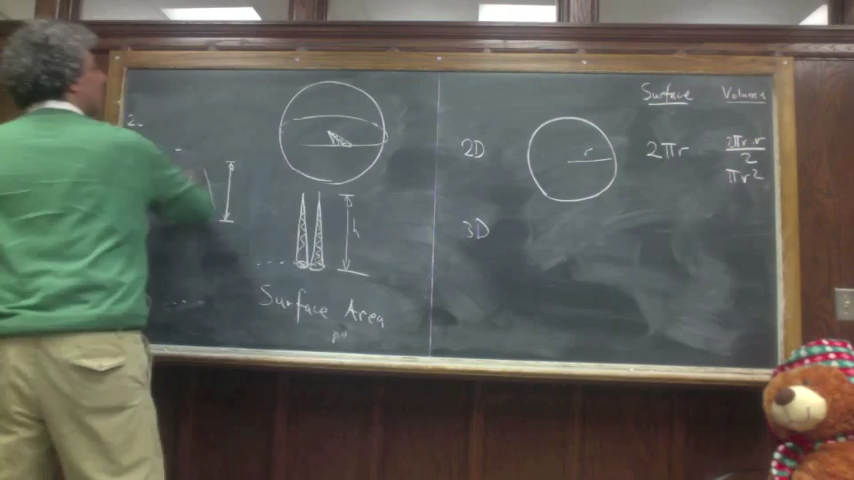 h
Surface Area
Surface Volume
2D r 2πr 2πr·r
2
πr²
3D